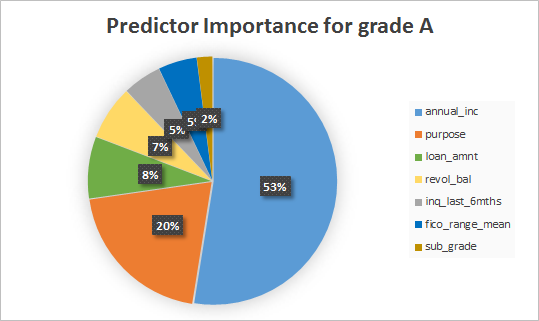 Predictor Importance for grade A
53%
20%
8%
7%
5%
5%
2%
annual_inc
purpose
loan_amnt
revol_bal
inq_last_6mths
fico_range_mean
sub_grade